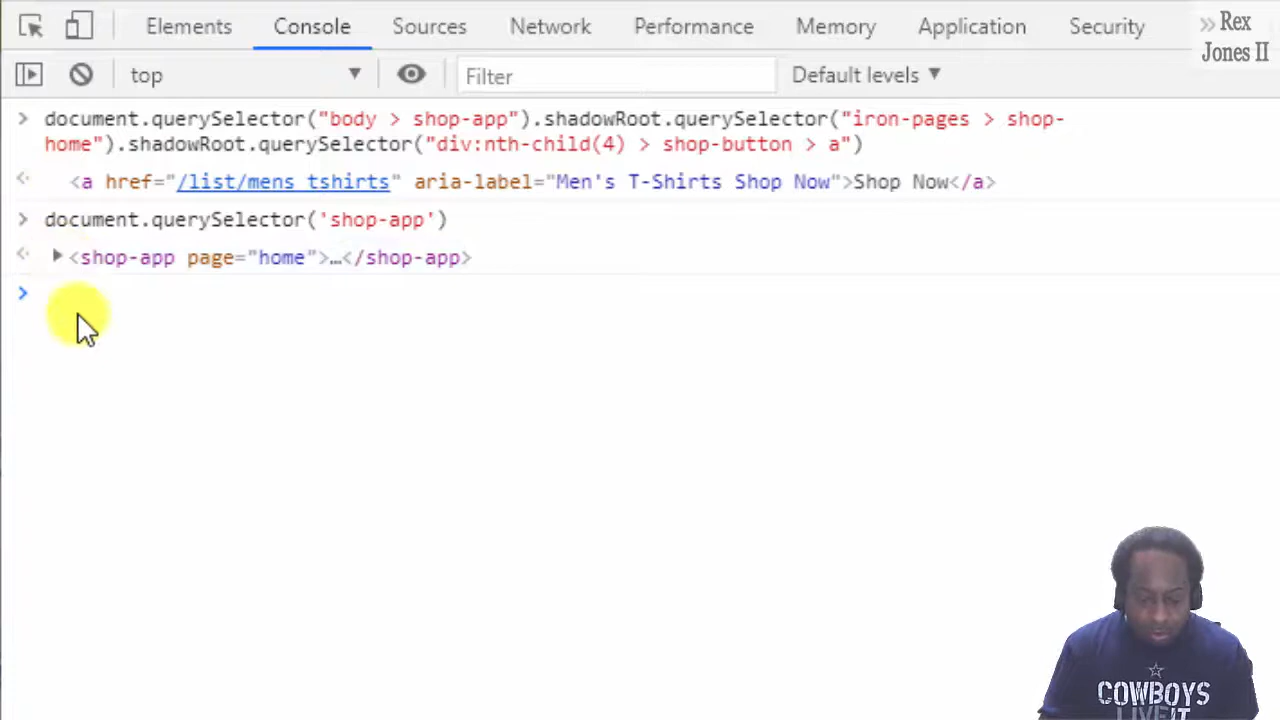 Elements Console Sources Network Performance Memory Application Security » Rex
Jones II
top ▼ Filter Default levels ▼
> document.querySelector("body > shop-app").shadowRoot.querySelector("iron-pages > shop-
home").shadowRoot.querySelector("div:nth-child(4) > shop-button > a")
<a href="/list/mens_tshirts" aria-label="Men's T-Shirts Shop Now">Shop Now</a>
> document.querySelector('shop-app')
<shop-app page="home">…</shop-app>
>
COWBOYS
LIVE IT